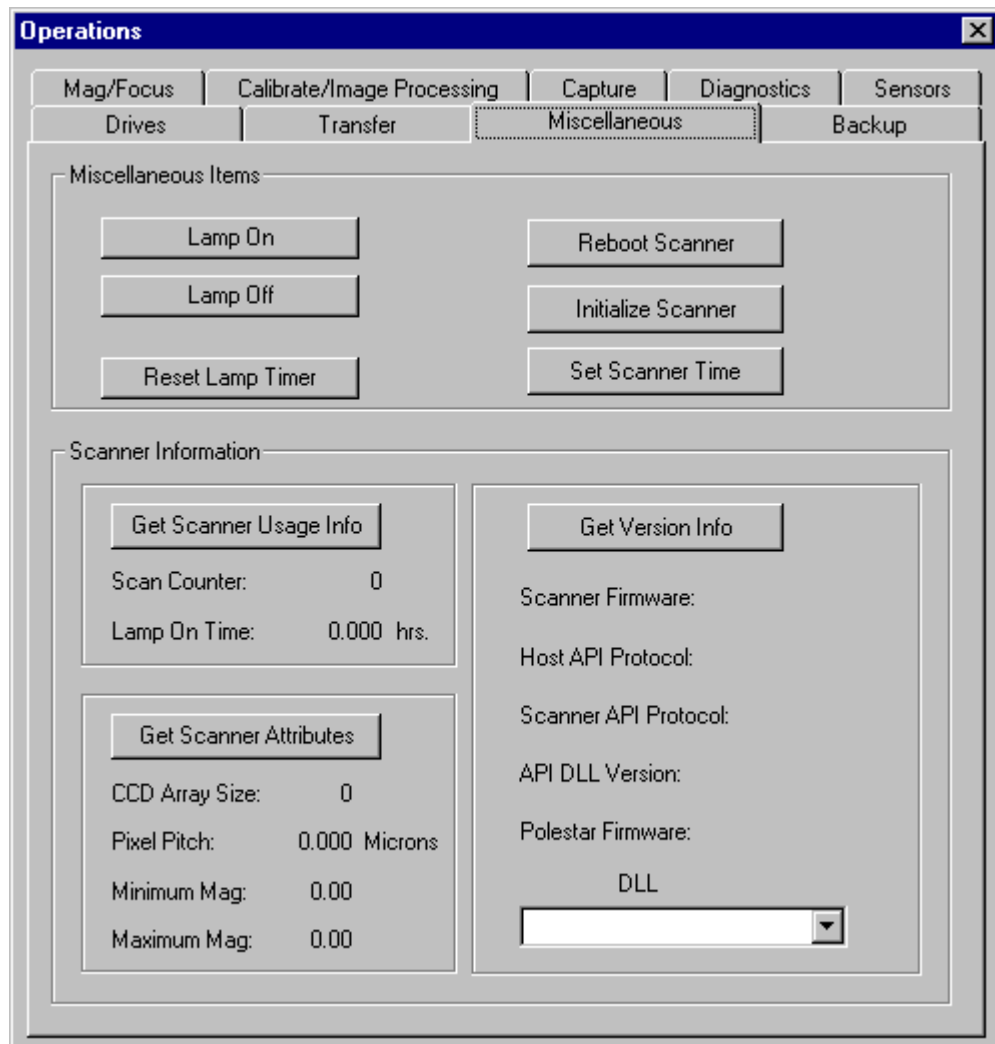 Operations
Mag/Focus Calibrate/Image Processing Capture Diagnostics Sensors
Drives Transfer Miscellaneous Backup
Miscellaneous Items
Lamp On
Lamp Off
Reset Lamp Timer
Reboot Scanner
Initialize Scanner
Set Scanner Time
Scanner Information
Get Scanner Usage Info
Scan Counter: 0
Lamp On Time: 0.000 hrs.
Get Scanner Attributes
CCD Array Size: 0
Pixel Pitch: 0.000 Microns
Minimum Mag: 0.00
Maximum Mag: 0.00
Get Version Info
Scanner Firmware:
Host API Protocol:
Scanner API Protocol:
API DLL Version:
Polestar Firmware:
DLL